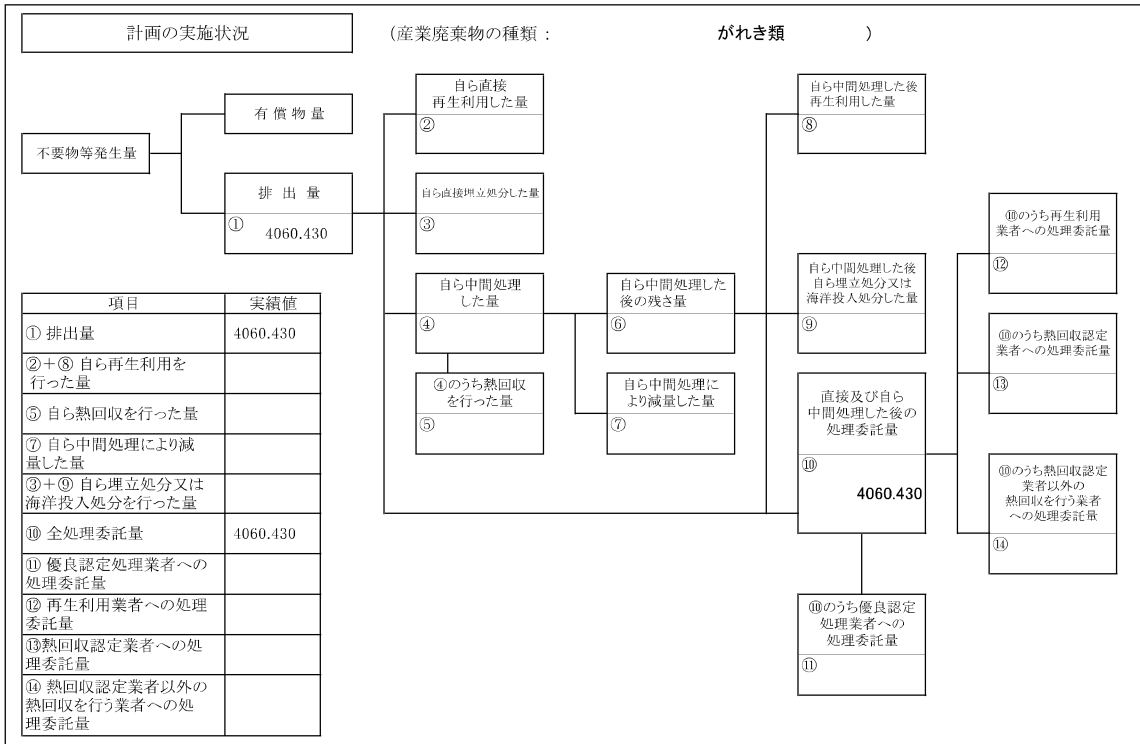 計画の実施状況
(産業廃棄物の種類： がれき類 )
不要物等発生量
有償物量
排出量
① 4060.430
自ら直接
再生利用した量
②
自ら直接埋立処分した量
③
自ら中間処理
した量
④
④のうち熱回収
を行った量
⑤
自ら中間処理した
後の残さ量
⑥
自ら中間処理に
より減量した量
⑦
自ら中間処理した後
再生利用した量
⑧
自ら中間処理した後
自ら埋立処分又は
海洋投入処分した量
⑨
直接及び自ら
中間処理した後の
処理委託量
⑩
4060.430
⑩のうち優良認定
処理業者への
処理委託量
⑪
⑩のうち再生利用
業者への処理委託量
⑫
⑩のうち熱回収認定
業者への処理委託量
⑬
⑩のうち熱回収認定
業者以外の
熱回収を行う業者
への処理委託量
⑭
項目 実績値
① 排出量 4060.430
②＋⑧ 自ら再生利用を
行った量
⑤ 自ら熱回収を行った量
⑦ 自ら中間処理により減
量した量
③＋⑨ 自ら埋立処分又は
海洋投入処分を行った量
⑩ 全処理委託量 4060.430
⑪ 優良認定処理業者への
処理委託量
⑫ 再生利用業者への処理
委託量
⑬熱回収認定業者への処
理委託量
⑭ 熱回収認定業者以外の
熱回収を行う業者への処
理委託量